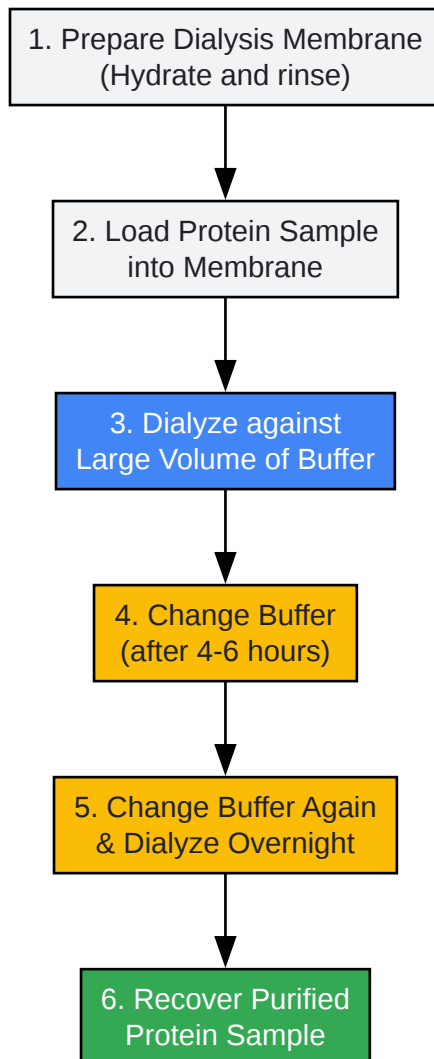 1. Prepare Dialysis Membrane
(Hydrate and rinse)
2. Load Protein Sample
into Membrane
3. Dialyze against
Large Volume of Buffer
4. Change Buffer
(after 4-6 hours)
5. Change Buffer Again
& Dialyze Overnight
6. Recover Purified
Protein Sample